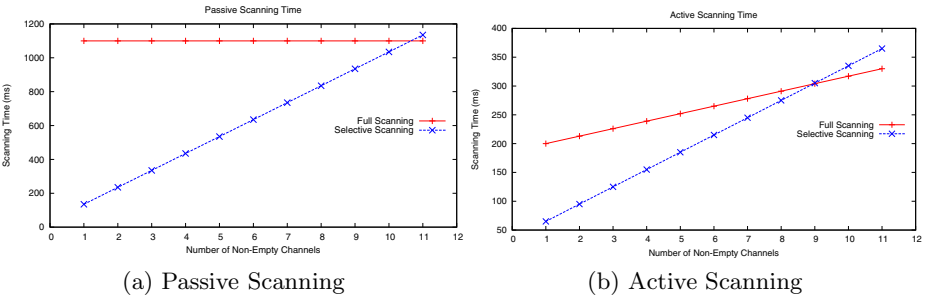 Passive Scanning Time
1200
1000
800
600
400
200
0
Scanning Time (ms)
Full Scanning
Selective Scanning
0 1 2 3 4 5 6 7 8 9 10 11 12
Number of Non-Empty Channels
(a) Passive Scanning
Active Scanning Time
400
350
300
250
200
150
100
50
Scanning Time (ms)
Full Scanning
Selective Scanning
0 1 2 3 4 5 6 7 8 9 10 11 12
Number of Non-Empty Channels
(b) Active Scanning